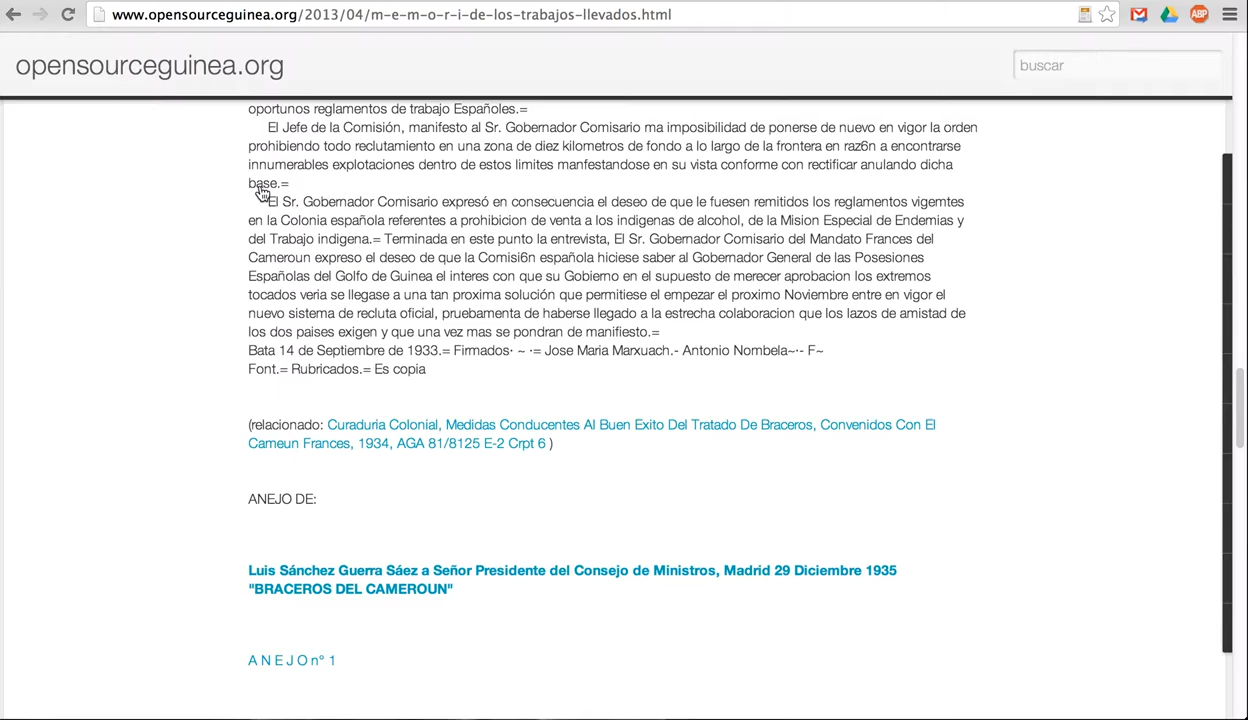 www.opensourceguinea.org/2013/04/m-e-m-o-r-i-de-los-trabajos-llevados.html
ABP
opensourceguinea.org
buscar
oportunos reglamentos de trabajo Españoles.=
El Jefe de la Comisión, manifesto al Sr. Gobernador Comisario ma imposibilidad de ponerse de nuevo en vigor la orden
prohibiendo todo reclutamiento en una zona de diez kilometros de fondo a lo largo de la frontera en raz6n a encontrarse
innumerables explotaciones dentro de estos limites manfestandose en su vista conforme con rectificar anulando dicha
base.=
El Sr. Gobernador Comisario expresó en consecuencia el deseo de que le fuesen remitidos los reglamentos vigemtes
en la Colonia española referentes a prohibicion de venta a los indigenas de alcohol, de la Mision Especial de Endemias y
del Trabajo indigena.= Terminada en este punto la entrevista, El Sr. Gobernador Comisario del Mandato Frances del
Cameroun expreso el deseo de que la Comisi6n española hiciese saber al Gobernador General de las Posesiones
Españolas del Golfo de Guinea el interes con que su Gobierno en el supuesto de merecer aprobacion los extremos
tocados veria se llegase a una tan proxima solución que permitiese el empezar el proximo Noviembre entre en vigor el
nuevo sistema de recluta oficial, pruebamenta de haberse llegado a la estrecha colaboracion que los lazos de amistad de
los dos paises exigen y que una vez mas se pondran de manifiesto.=
Bata 14 de Septiembre de 1933.= Firmados· ~ ·= Jose Maria Marxuach.- Antonio Nombela~·- F~
Font.= Rubricados.= Es copia
(relacionado: Curaduria Colonial, Medidas Conducentes Al Buen Exito Del Tratado De Braceros, Convenidos Con El
Cameun Frances, 1934, AGA 81/8125 E-2 Crpt 6 )
ANEJO DE:
Luis Sánchez Guerra Sáez a Señor Presidente del Consejo de Ministros, Madrid 29 Diciembre 1935
"BRACEROS DEL CAMEROUN"
A N E J O nº 1